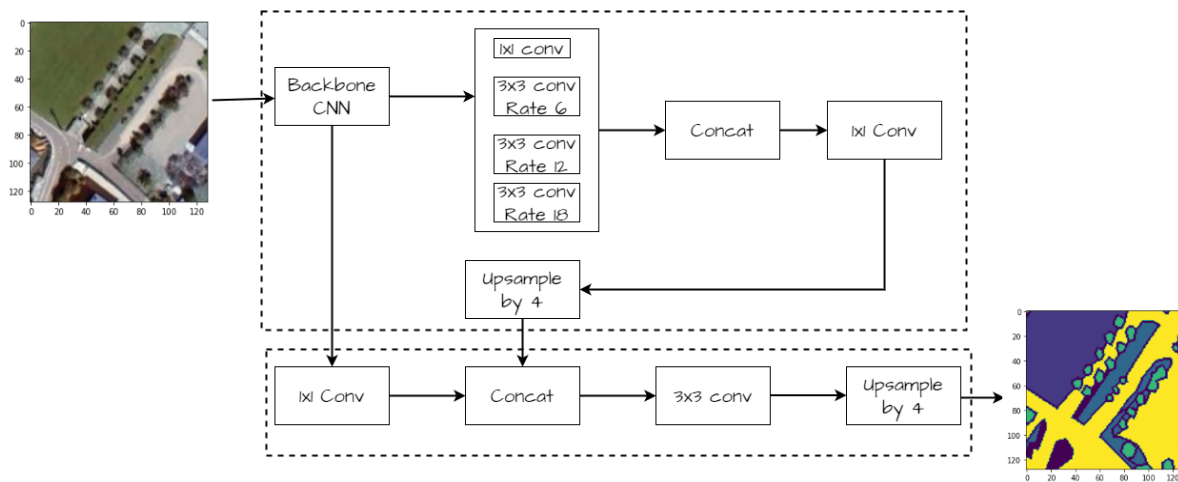 0
20
40
60
80
100
120
0 20 40 60 80 100 120
Backbone
CNN
1x1 conv
3x3 conv
Rate 6
3x3 conv
Rate 12
3x3 conv
Rate 18
Concat
1x1 Conv
Upsample
by 4
1x1 Conv
Concat
3x3 conv
Upsample
by 4
0
20
40
60
80
100
120
0 20 40 60 80 100 120